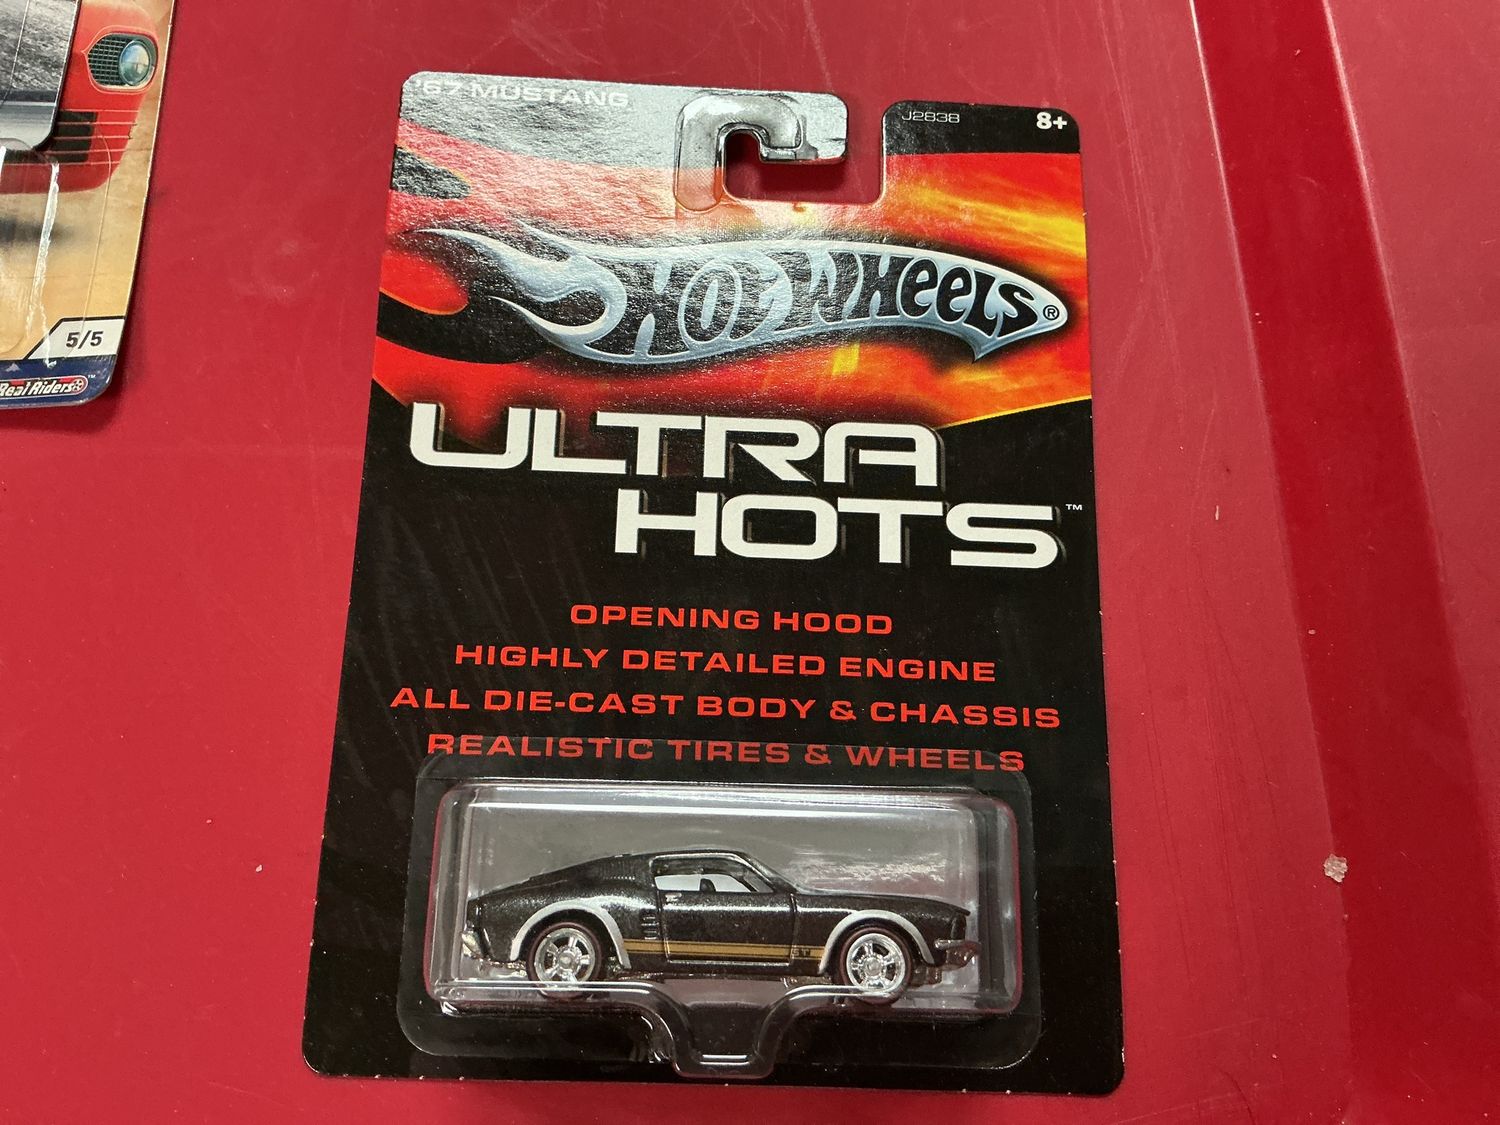 '67 MUSTANG
J2838
8+
HOT WHEELS®
ULTRA
HOTS™
OPENING HOOD
HIGHLY DETAILED ENGINE
ALL DIE-CAST BODY & CHASSIS
REALISTIC TIRES & WHEELS
5/5
Real Riders™